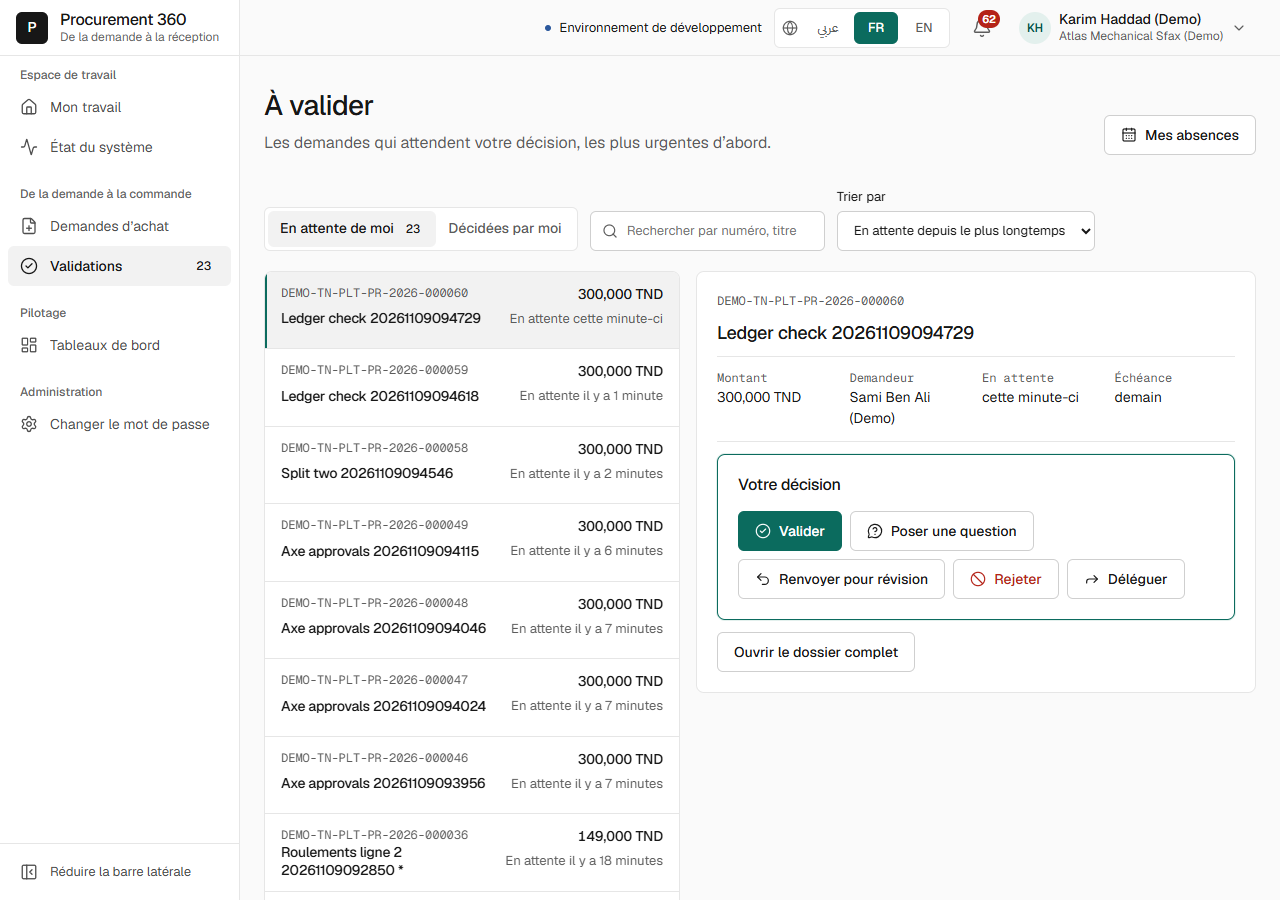 P
Procurement 360
De la demande à la réception
Environnement de développement
عربي
FR
EN
62
KH
Karim Haddad (Demo)
Atlas Mechanical Sfax (Demo)
Espace de travail
Mon travail
État du système
De la demande à la commande
Demandes d’achat
Validations 23
Pilotage
Tableaux de bord
Administration
Changer le mot de passe
Réduire la barre latérale
À valider
Les demandes qui attendent votre décision, les plus urgentes d’abord.
Mes absences
En attente de moi 23
Décidées par moi
Rechercher par numéro, titre
Trier par
En attente depuis le plus longtemps
DEMO-TN-PLT-PR-2026-000060 300,000 TND
Ledger check 20261109094729 En attente cette minute-ci
DEMO-TN-PLT-PR-2026-000059 300,000 TND
Ledger check 20261109094618 En attente il y a 1 minute
DEMO-TN-PLT-PR-2026-000058 300,000 TND
Split two 20261109094546 En attente il y a 2 minutes
DEMO-TN-PLT-PR-2026-000049 300,000 TND
Axe approvals 20261109094115 En attente il y a 6 minutes
DEMO-TN-PLT-PR-2026-000048 300,000 TND
Axe approvals 20261109094046 En attente il y a 7 minutes
DEMO-TN-PLT-PR-2026-000047 300,000 TND
Axe approvals 20261109094024 En attente il y a 7 minutes
DEMO-TN-PLT-PR-2026-000046 300,000 TND
Axe approvals 20261109093956 En attente il y a 7 minutes
DEMO-TN-PLT-PR-2026-000036 149,000 TND
Roulements ligne 2
20261109092850 * En attente il y a 18 minutes
DEMO-TN-PLT-PR-2026-000060
Ledger check 20261109094729
Montant Demandeur En attente Échéance
300,000 TND Sami Ben Ali cette minute-ci demain
(Demo)
Votre décision
Valider
Poser une question
Renvoyer pour révision
Rejeter
Déléguer
Ouvrir le dossier complet